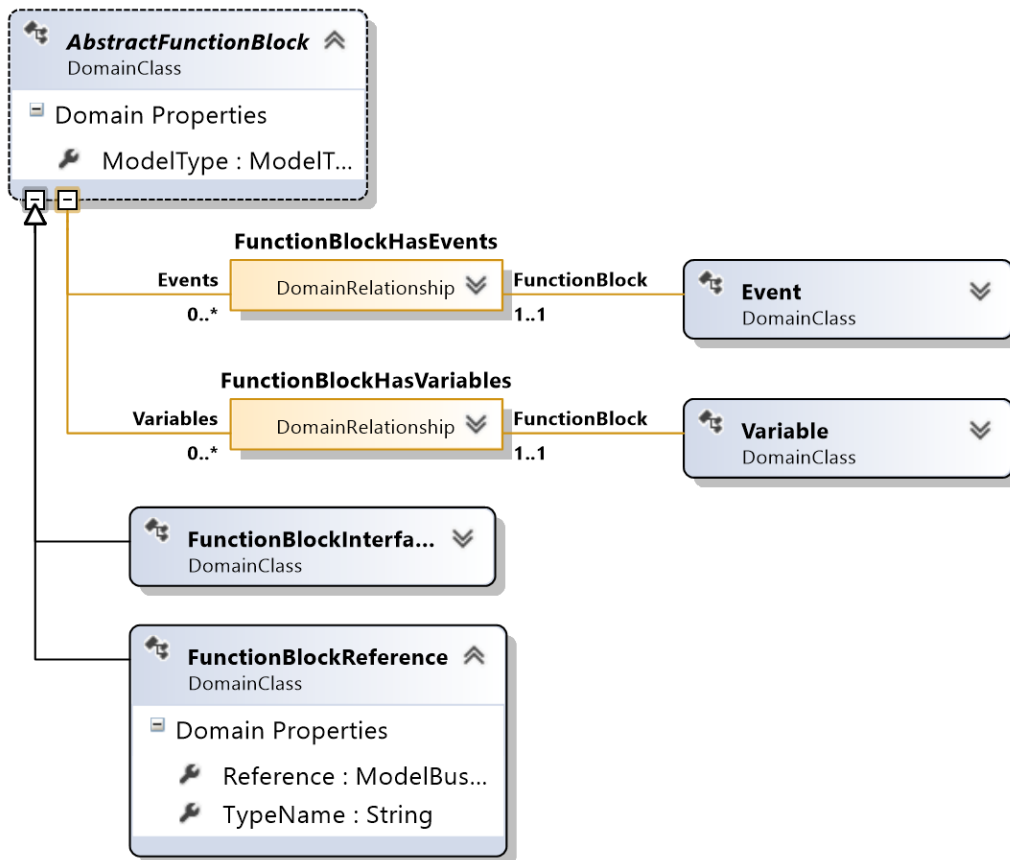 AbstractFunctionBlock
DomainClass
Domain Properties
ModelType : ModelT...
FunctionBlockHasEvents
Events
DomainRelationship
FunctionBlock
0..*
1..1
Event
DomainClass
FunctionBlockHasVariables
Variables
DomainRelationship
FunctionBlock
0..*
1..1
Variable
DomainClass
FunctionBlockInterfa...
DomainClass
FunctionBlockReference
DomainClass
Domain Properties
Reference : ModelBus...
TypeName : String